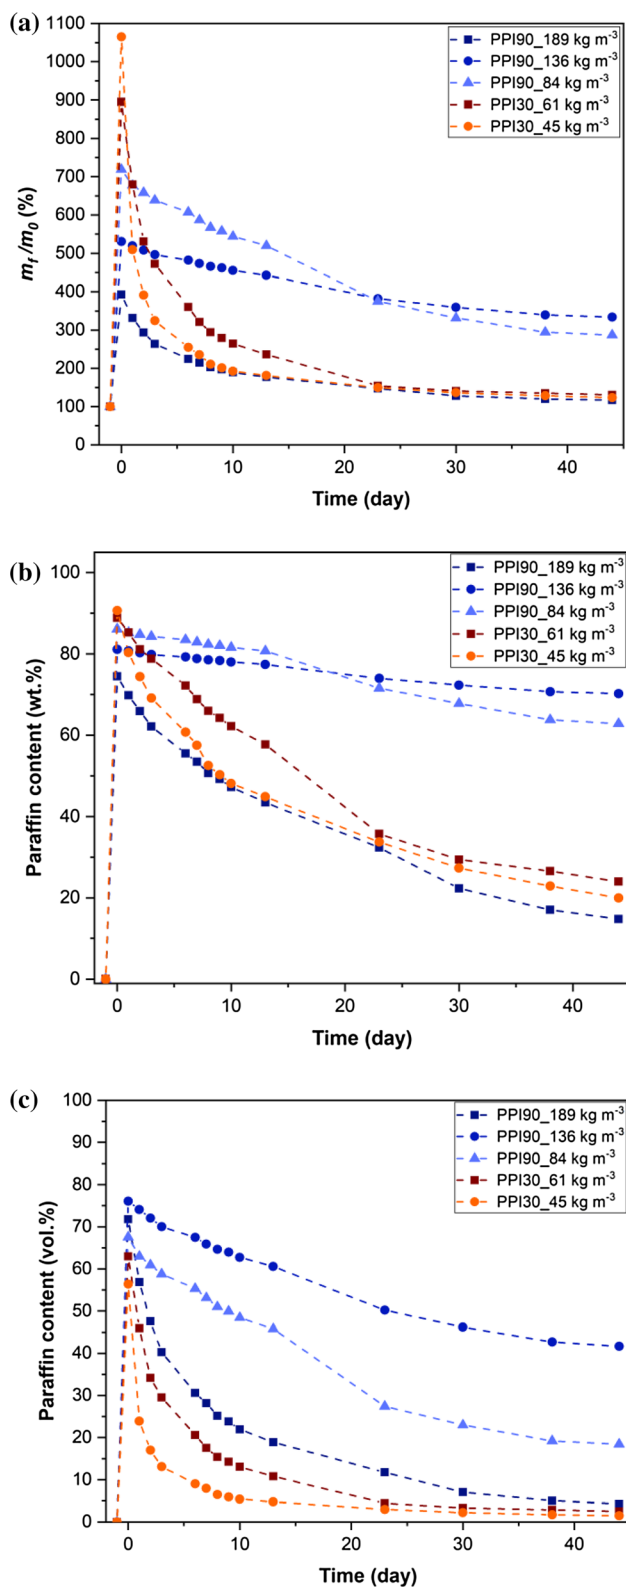 (a)
1100
1000
900
800
700
600
500
400
300
200
100
0
m_f/m_0 (%)
PPI90_189 kg m⁻³
PPI90_136 kg m⁻³
PPI90_84 kg m⁻³
PPI30_61 kg m⁻³
PPI30_45 kg m⁻³
0 10 20 30 40
Time (day)
(b)
100
80
60
40
20
0
Paraffin content (wt.%)
PPI90_189 kg m⁻³
PPI90_136 kg m⁻³
PPI90_84 kg m⁻³
PPI30_61 kg m⁻³
PPI30_45 kg m⁻³
0 10 20 30 40
Time (day)
(c)
100
90
80
70
60
50
40
30
20
10
0
Paraffin content (vol.%)
PPI90_189 kg m⁻³
PPI90_136 kg m⁻³
PPI90_84 kg m⁻³
PPI30_61 kg m⁻³
PPI30_45 kg m⁻³
0 10 20 30 40
Time (day)